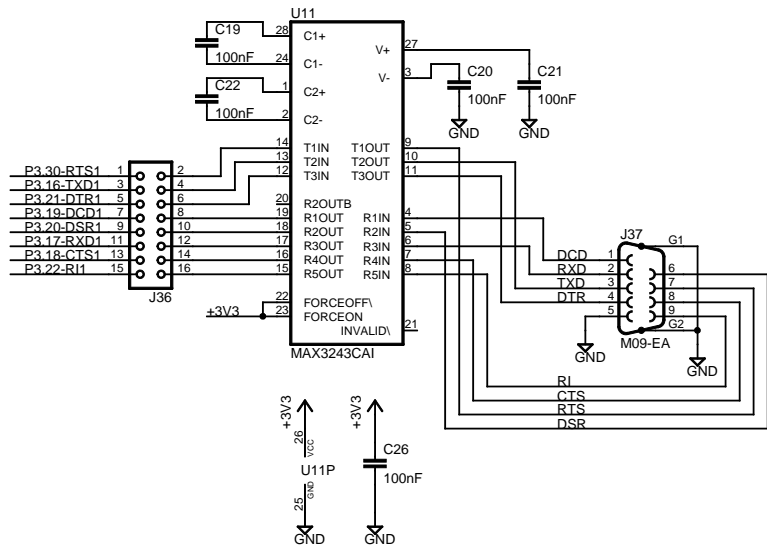 U11
C19
100nF
28
C1+
24
C1-
C22
100nF
1
C2+
2
C2-
V+
27
V-
3
C20
100nF
GND
C21
100nF
GND
14
T1IN
T1OUT
9
13
T2IN
T2OUT
10
12
T3IN
T3OUT
11
20
R2OUTB
19
R1OUT
R1IN
4
18
R2OUT
R2IN
5
17
R3OUT
R3IN
6
16
R4OUT
R4IN
7
15
R5OUT
R5IN
8
22
FORCEOFF\
23
FORCEON
+3V3
INVALID\
21
MAX3243CAI
P3.30-RTS1 1 2
P3.16-TXD1 3 4
P3.21-DTR1 5 6
P3.19-DCD1 7 8
P3.20-DSR1 9 10
P3.17-RXD1 11 12
P3.18-CTS1 13 14
P3.22-RI1 15 16
J36
J37
G1
DCD 1
RXD 2 6
TXD 3 7
DTR 4 8
5 9
G2
M09-EA
GND
GND
RI
CTS
RTS
DSR
+3V3
26
VCC
U11P
25
GND
GND
+3V3
C26
100nF
GND